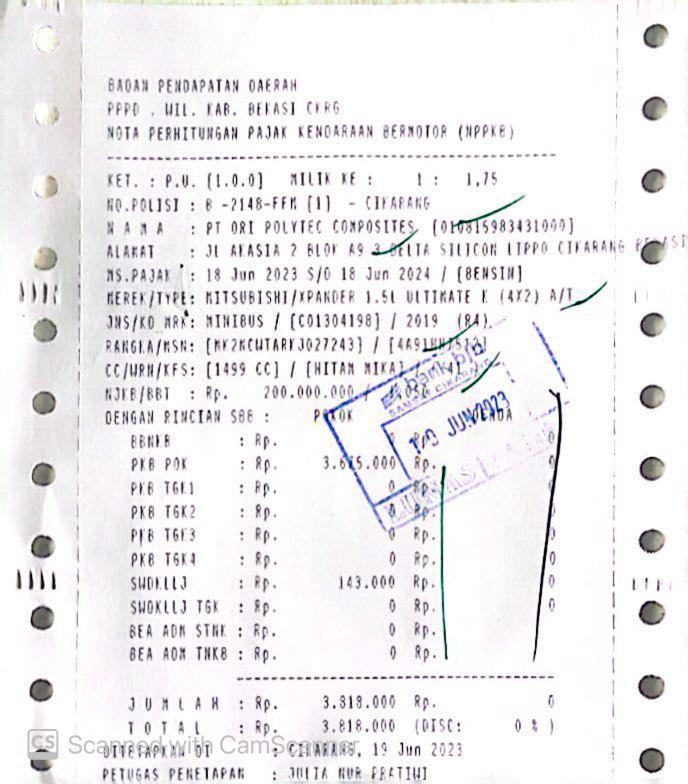 BADAN PENDAPATAN DAERAH
PPPD . WIL. KAB. BEKASI CKRG
NOTA PERHITUNGAN PAJAK KENDARAAN BERMOTOR (NPPKB)
KET. : P.U. [1.0.0] MILIK KE : 1 : 1,75
NO.POLISI : B -2148-FFM [1] - CIKARANG
N A M A : PT ORI POLYTEC COMPOSITES [010815983431000]
ALAMAT : JL AKASIA 2 BLOK A9 3 DELTA SILICON LIPPO CIKARANG BEKASI
MS.PAJAK : 18 Jun 2023 S/D 18 Jun 2024 / [BENSIN]
MEREK/TYPE: MITSUBISHI/XPANDER 1.5L ULTIMATE K (4X2) A/T
JNS/KD MRK: MINIBUS / [C01304198] / 2019 (R4)
RANGKA/MSN: [MK2KCWTARKJ027243] /
CC/WRN/KFS: [1499 CC] / [HITAM MIKA] /
NJKB/BBT : Rp. 200.000.000 /
DENGAN RINCIAN SBB : POKOK DENDA
bank bjb
20 JUN 2023
BBNKB : Rp. 0 Rp. 0
PKB POK : Rp. 3.675.000 Rp. 0
PKB TGK1 : Rp. 0 Rp. 0
PKB TGK2 : Rp. 0 Rp. 0
PKB TGK3 : Rp. 0 Rp. 0
PKB TGK4 : Rp. 0 Rp. 0
SWDKLLJ : Rp. 143.000 Rp. 0
SWDKLLJ TGK : Rp. 0 Rp. 0
BEA ADM STNK : Rp. 0 Rp.
BEA ADM TNKB : Rp. 0 Rp.
J U M L A H : Rp. 3.818.000 Rp. 0
T O T A L : Rp. 3.818.000 (DISC: 0 % )
DITETAPKAN DI : CIKARANG, 19 Jun 2023
PETUGAS PENETAPAN : JULIA NUR PRATIWI
CS Scanned with CamScanner